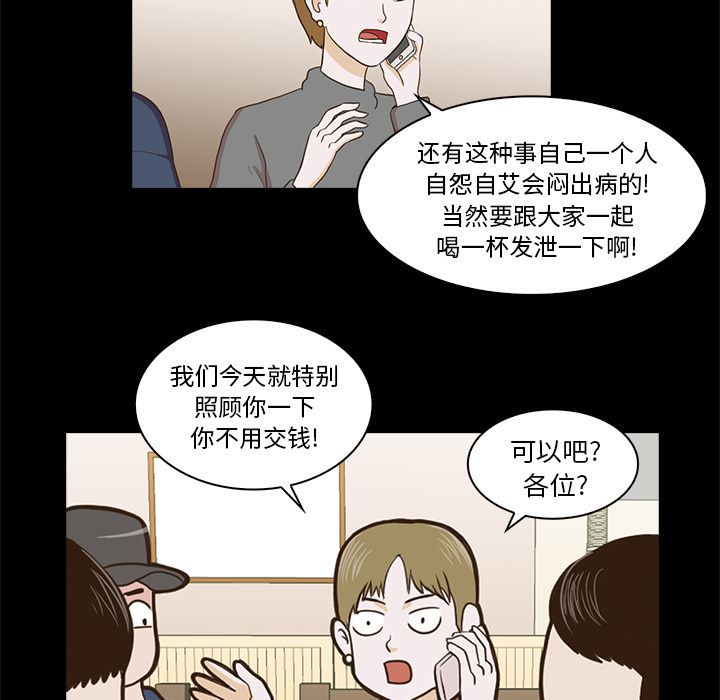 还有这种事自己一个人
自怨自艾会闷出病的!
当然要跟大家一起
喝一杯发泄一下啊!
我们今天就特别
照顾你一下
你不用交钱!
可以吧?
各位?